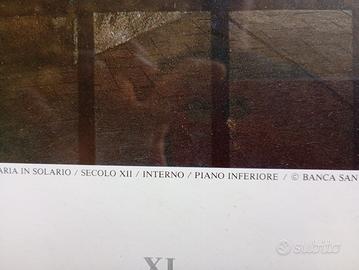 ARIA IN SOLARIO / SECOLO XII / INTERNO / PIANO INFERIORE / © BANCA SAN
XI
subito